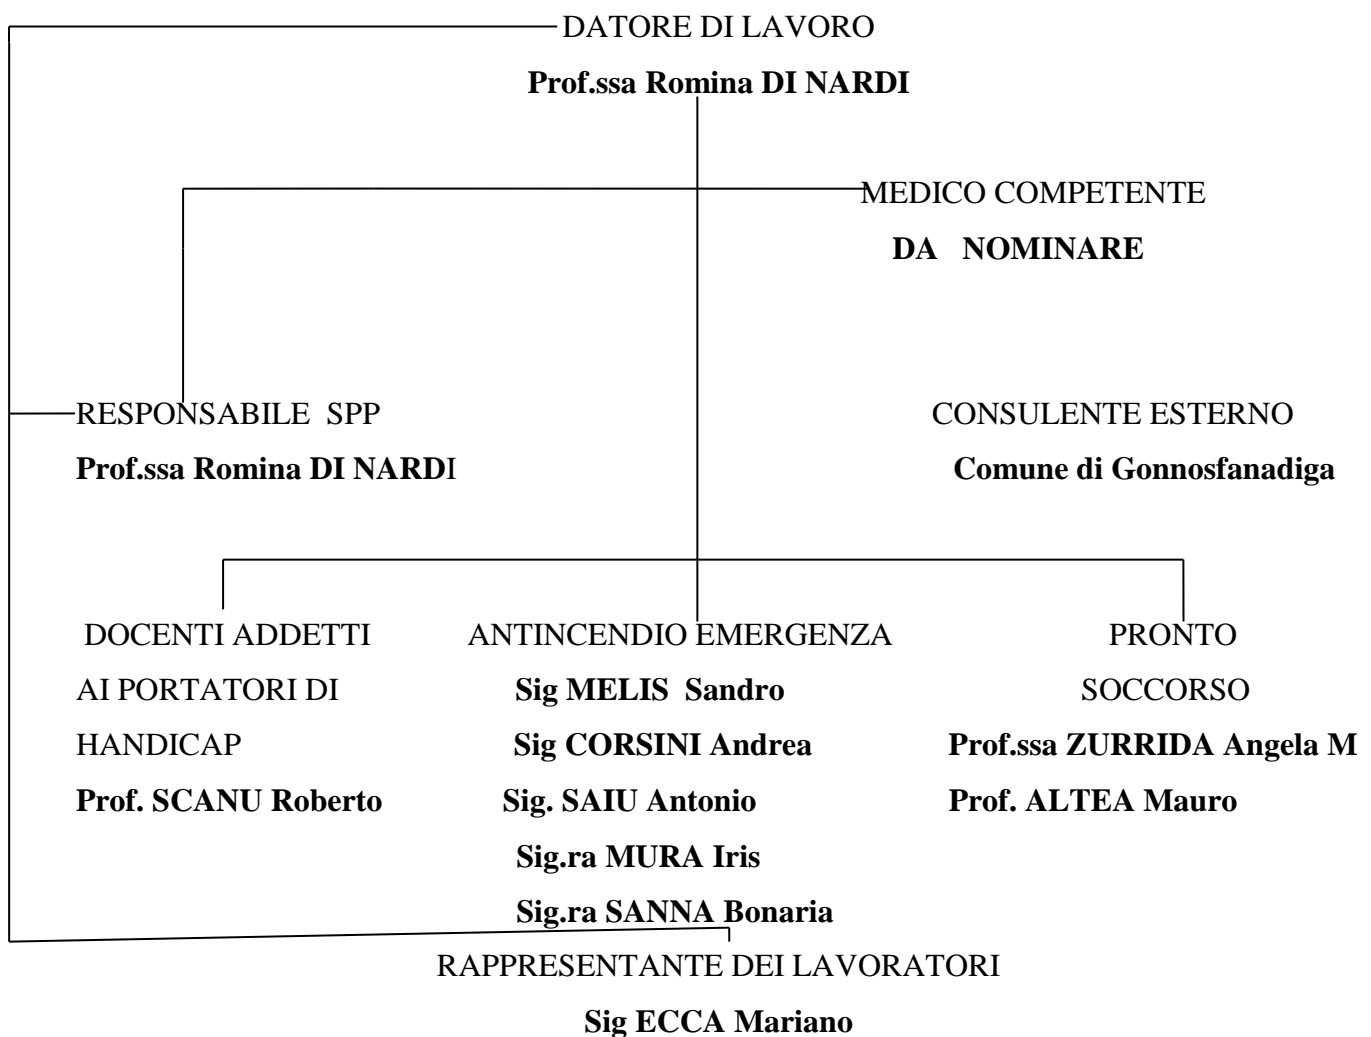 DATORE DI LAVORO
Prof.ssa Romina DI NARDI
MEDICO COMPETENTE
DA NOMINARE
RESPONSABILE SPP
Prof.ssa Romina DI NARDI
CONSULENTE ESTERNO
Comune di Gonnosfanadiga
DOCENTI ADDETTI
AI PORTATORI DI
HANDICAP
Prof. SCANU Roberto
ANTINCENDIO EMERGENZA
Sig MELIS Sandro
Sig CORSINI Andrea
Sig. SAIU Antonio
Sig.ra MURA Iris
Sig.ra SANNA Bonaria
PRONTO
SOCCORSO
Prof.ssa ZURRIDA Angela M
Prof. ALTEA Mauro
RAPPRESENTANTE DEI LAVORATORI
Sig ECCA Mariano